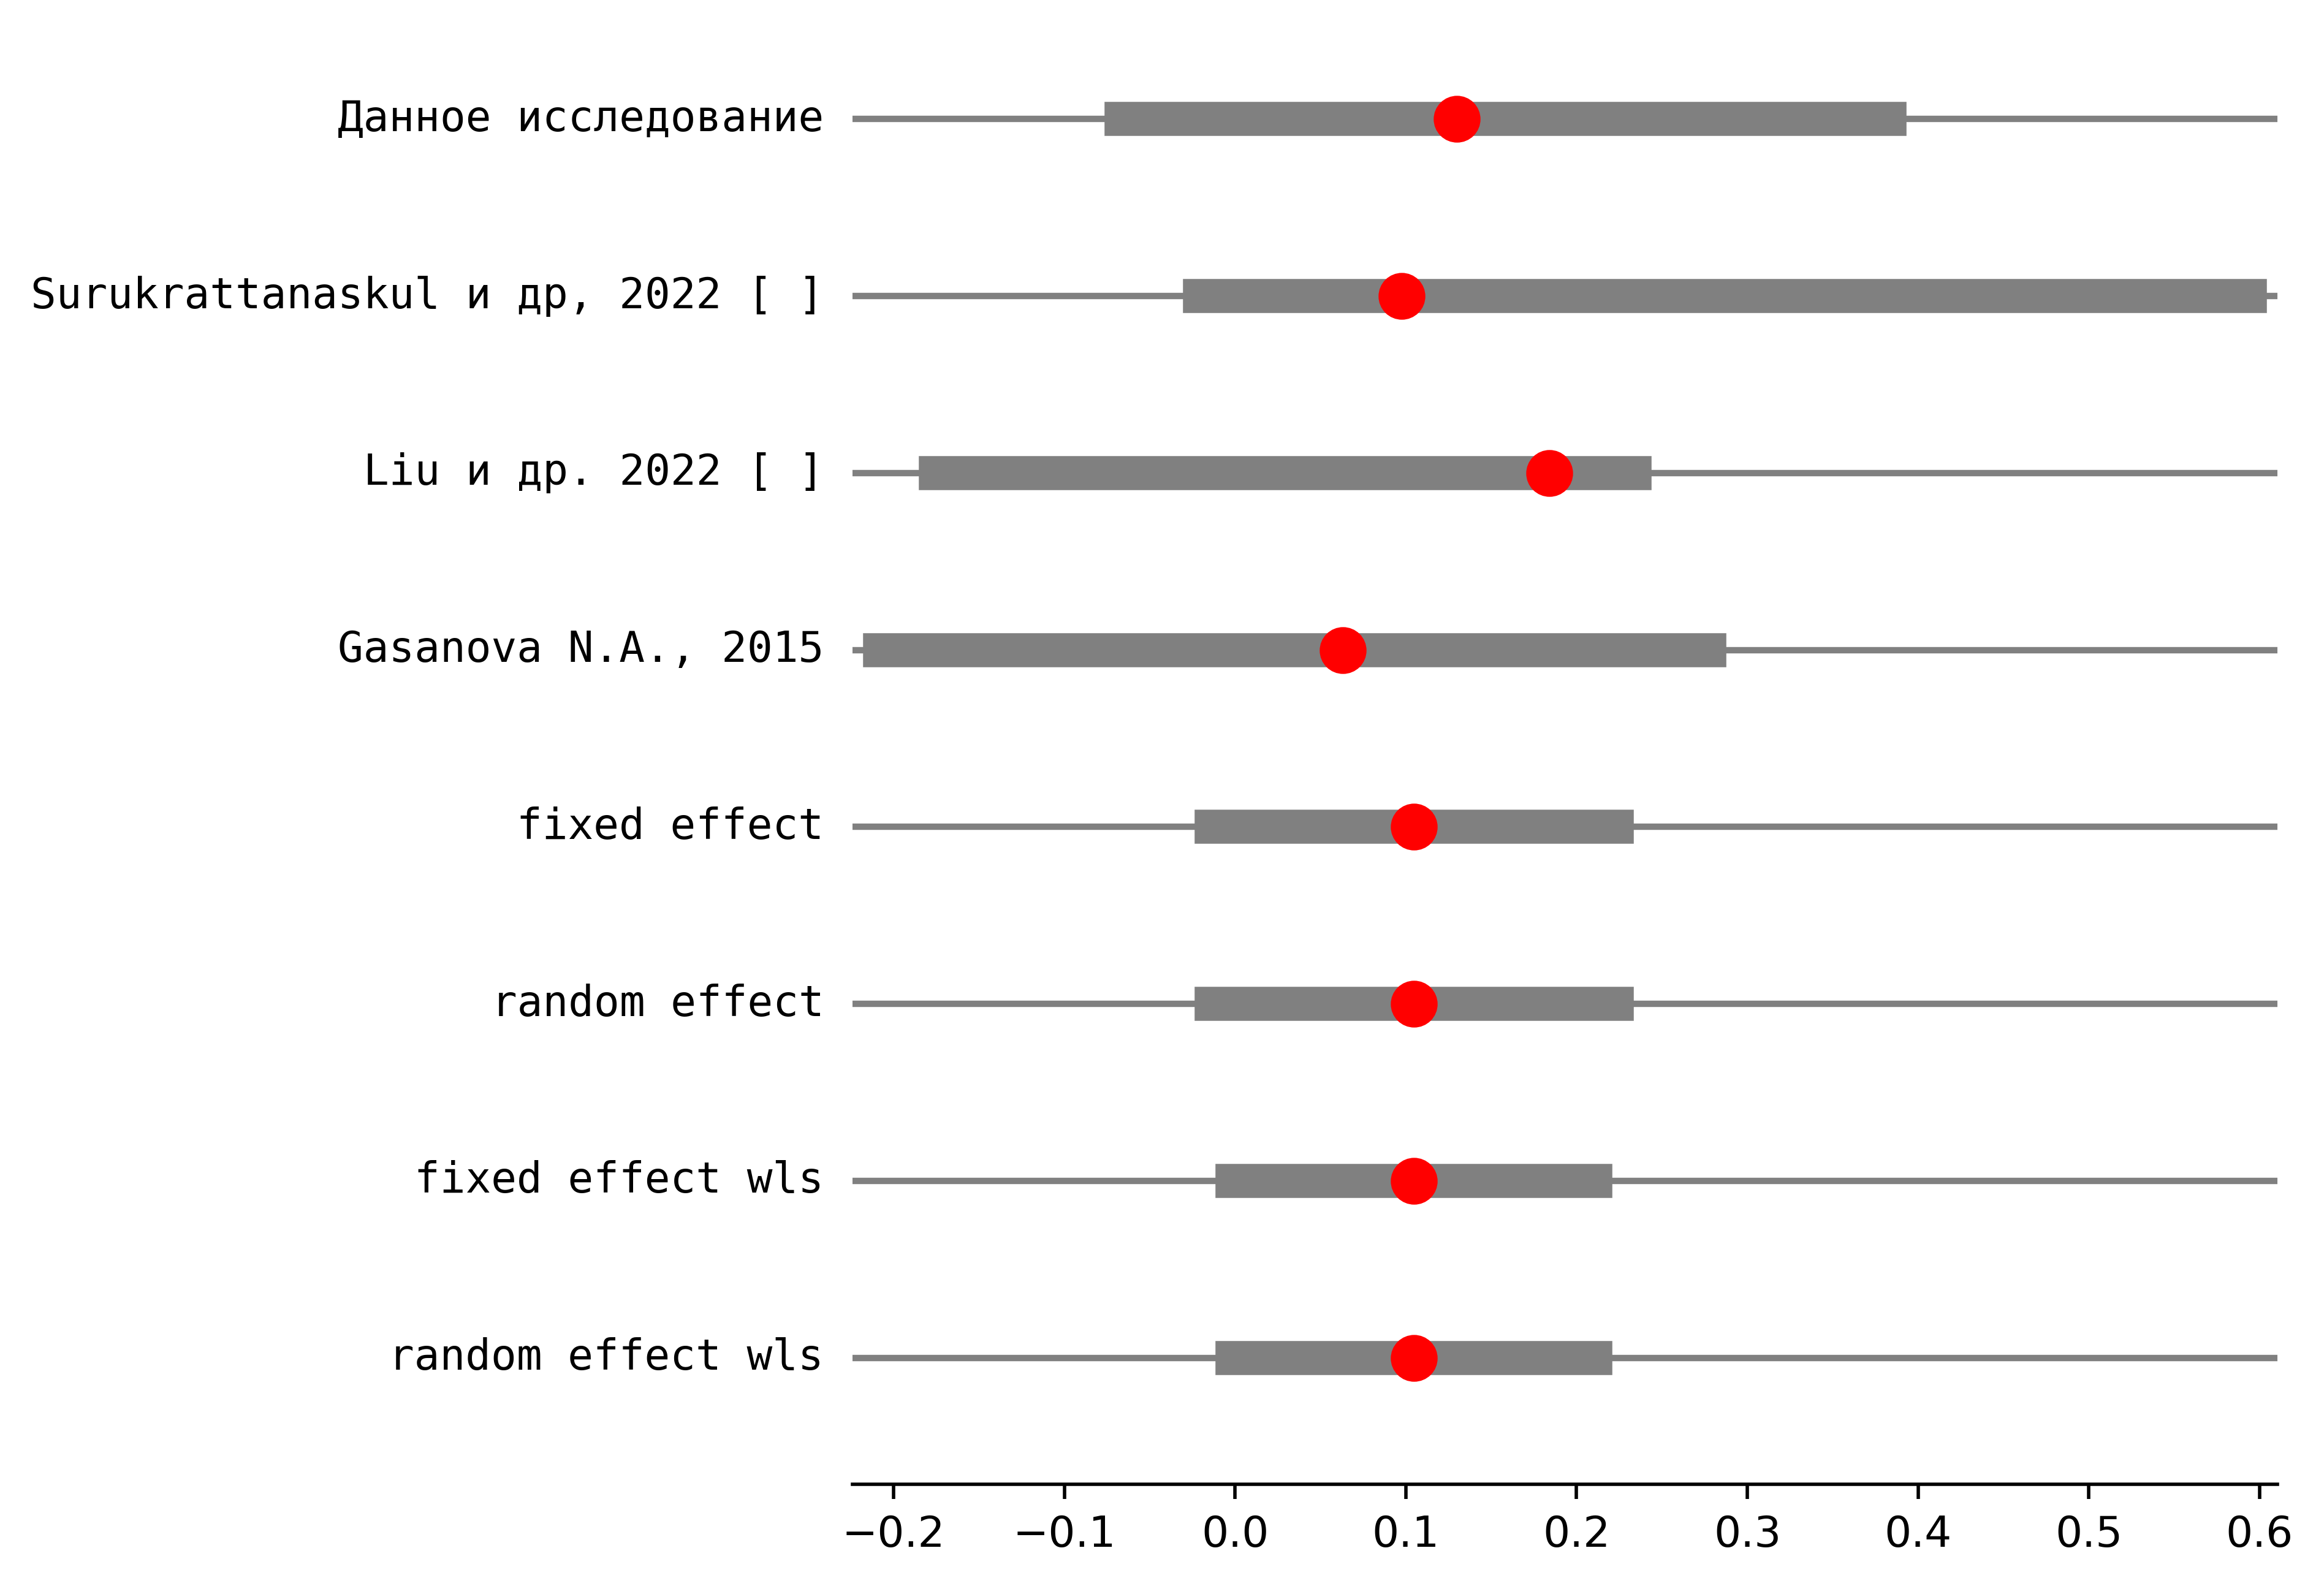 Данное исследование
Surukrattanaskul и др, 2022 [ ]
Liu и др. 2022 [ ]
Gasanova N.A., 2015
fixed effect
random effect
fixed effect wls
random effect wls
−0.2 −0.1 0.0 0.1 0.2 0.3 0.4 0.5 0.6